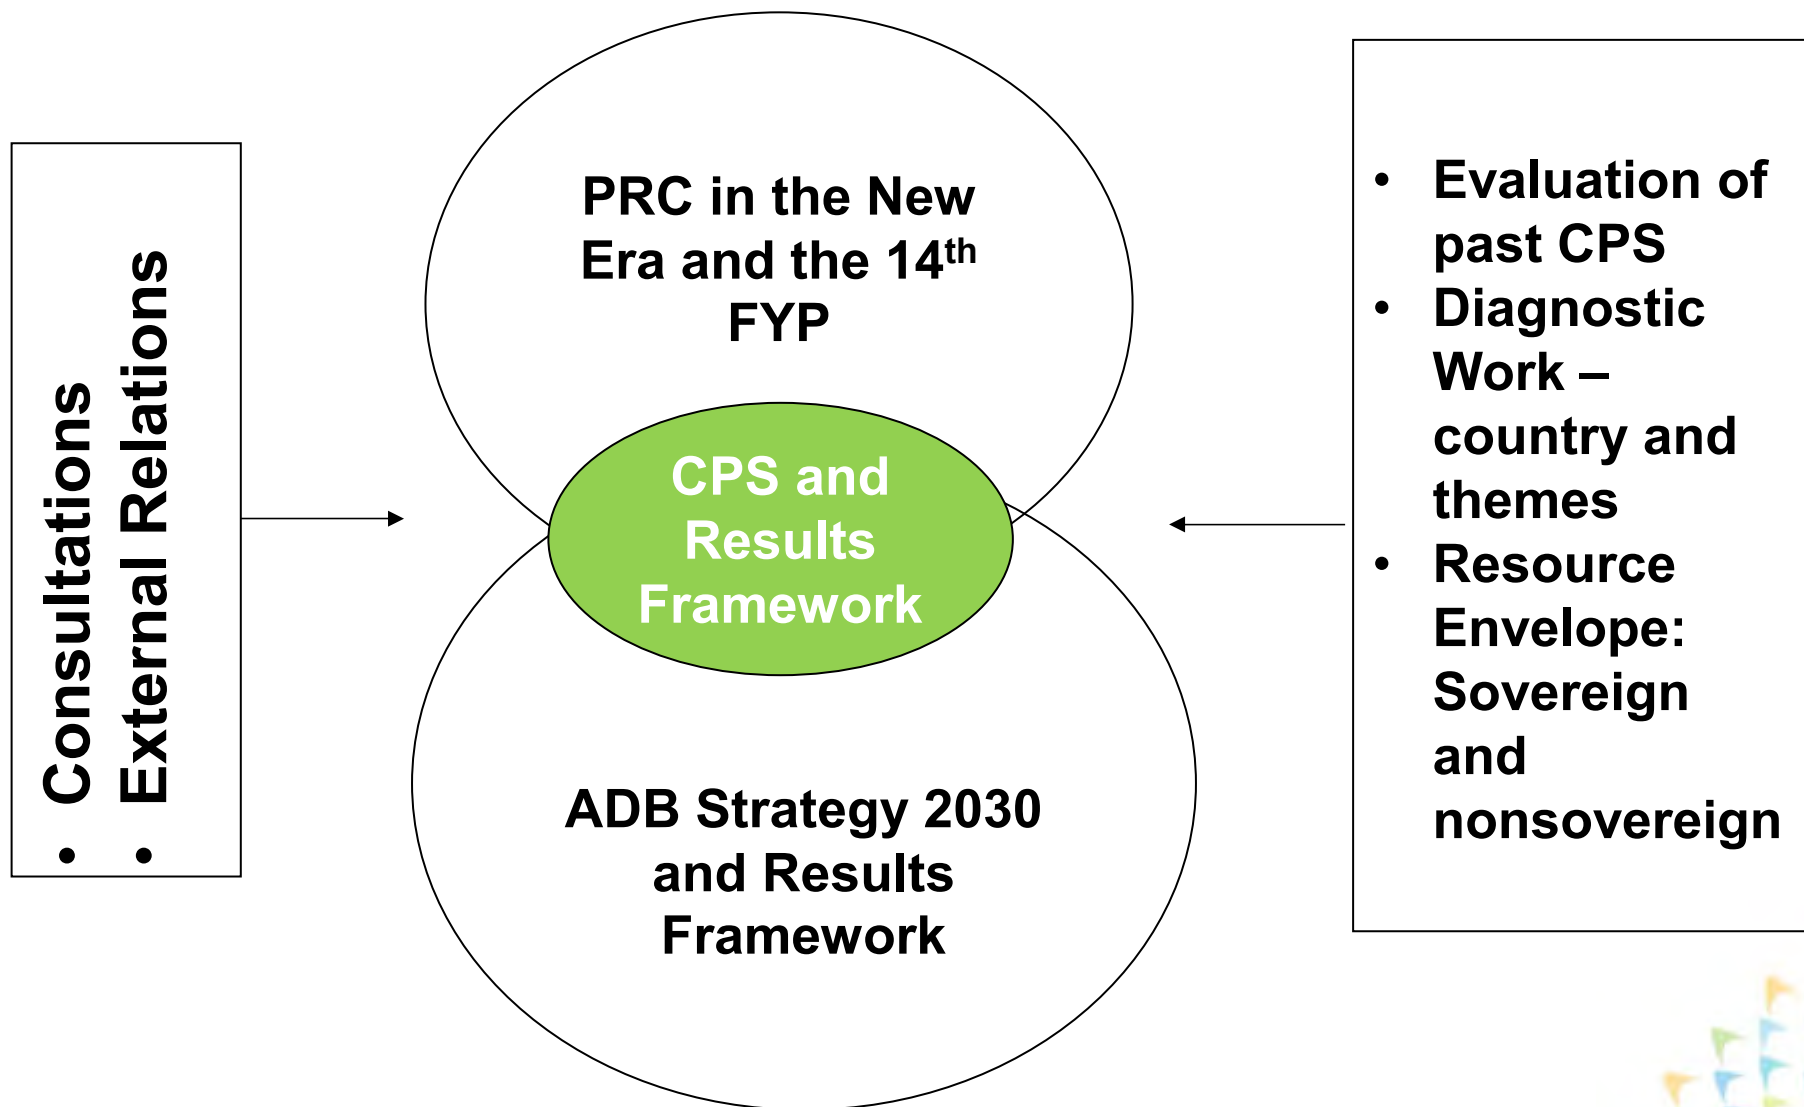 • Consultations
• External Relations
PRC in the New
Era and the 14th
FYP
CPS and
Results
Framework
ADB Strategy 2030
and Results
Framework
• Evaluation of
past CPS
• Diagnostic
Work –
country and
themes
• Resource
Envelope:
Sovereign
and
nonsovereign